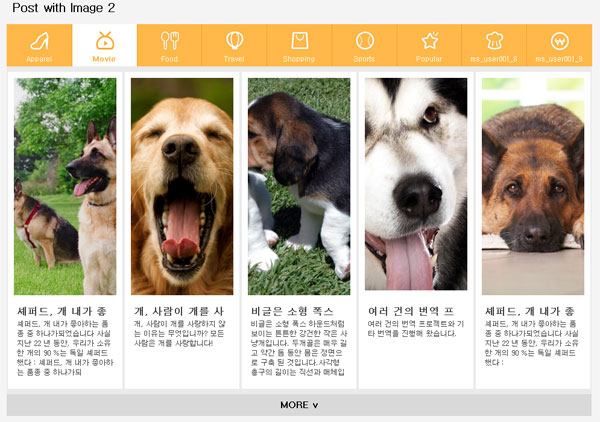 Post with Image 2
Apparel
Movie
Food
Travel
Shopping
Sports
Popular
ms_user001_8
ms_user001_9
셰퍼드, 개 내가 좋
셰퍼드, 개 내가 좋아하는 품
종 중 하나가되었습니다 사실
지난 22 년 동안, 우리가 소유
한 개의 90 %는 독일 셰퍼드
했다 : 셰퍼드, 개 내가 좋아하
는 품종 중 하나가되
개, 사람이 개를 사
개, 사람이 개를 사랑하지 않
는 이유는 무엇입니까? 모든
사람은 개를 사랑합니다!
비글은 소형 폭스
비글은 소형 폭스 하운드처럼
보이는 튼튼한 강건한 작은 사
냥개입니다. 두개골은 매우 길
고 약간 돔 동안 몸은 정면으
로 구축 된 것입니다.사각형
총구의 길이는 직선과 매체입
여러 건의 번역 프
여러 건의 번역 프로젝트와 기
타 번역을 진행해 왔습니다.
셰퍼드, 개 내가 좋
셰퍼드, 개 내가 좋아하는 품
종 중 하나가되었습니다 사실
지난 22 년 동안, 우리가 소유
한 개의 90 %는 독일 셰퍼드
했다 :
MORE v